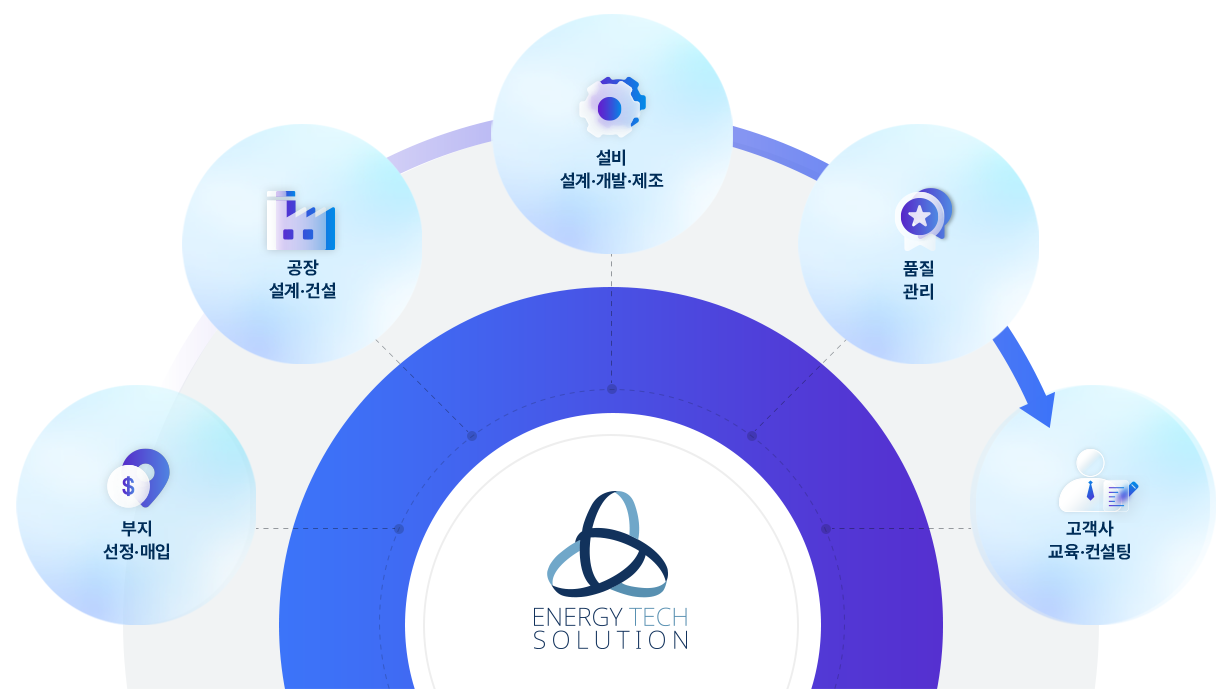 설비
설계·개발·제조
공장
설계·건설
품질
관리
부지
선정·매입
$
고객사
교육·컨설팅
ENERGY TECH
SOLUTION